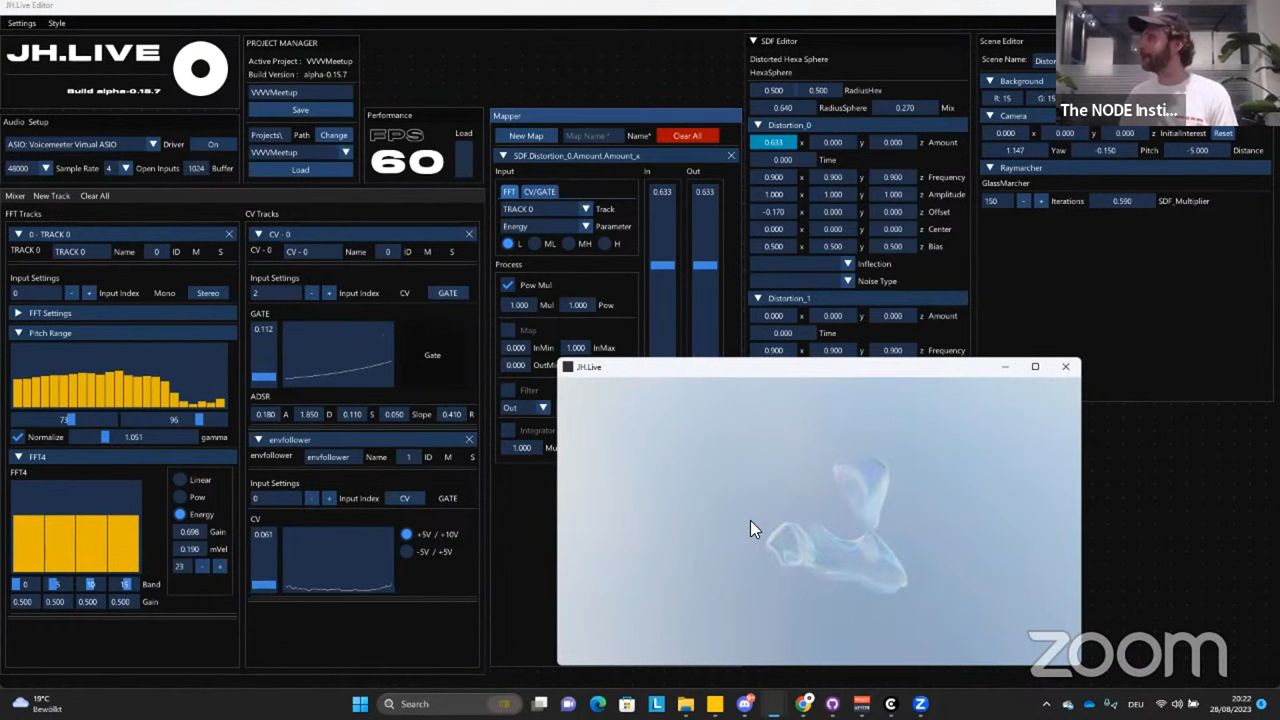 JH.Live Editor
Settings Style
JH.LIVE
Build alpha-0.15.7
PROJECT MANAGER
Active Project : VVVVMeetup
Build Version : alpha-0.15.7
VVVVMeetup
Save
Projects\ Path Change
VVVVMeetup
Load
Audio Setup
ASIO: Voicemeeter Virtual ASIO Driver On
48000 Sample Rate 4 Open Inputs 1024 Buffer
Performance
FPS Load
60
Mixer New Track Clear All
FFT Tracks
0 - TRACK 0
TRACK 0 TRACK 0 Name 0 ID M S
Input Settings
0 - + Input Index Mono Stereo
FFT Settings
Pitch Range
73 96
Normalize 1.051 gamma
FFT4
FFT4
Linear
Pow
Energy
0.698 Gain
0.190 mVel
23 - +
0 5 10 15 Band
0.500 0.500 0.500 0.500 Gain
CV Tracks
CV - 0
CV - 0 CV - 0 Name 0 ID M S
Input Settings
2 - + Input Index CV GATE
GATE
0.112
Gate
ADSR
0.180 A 1.850 D 0.110 S 0.050 Slope 0.410 R
envfollower
envfollower envfollower Name 1 ID M S
Input Settings
0 - + Input Index CV GATE
CV
0.061
+5V / +10V
-5V / +5V
Mapper
New Map Map Name* Name* Clear All
SDF.Distortion_0.Amount.Amount_x
Input In Out
FFT CV/GATE 0.633 0.633
TRACK 0 Track
Energy Parameter
L ML MH H
Process
Pow Mul
1.000 Mul 1.000 Pow
Map
0.000 InMin 1.000 InMax
0.000 OutMin
Filter
Out
Integrator
1.000
SDF Editor
Distorted Hexa Sphere
HexaSphere
0.500 0.500 RadiusHex
0.640 RadiusSphere 0.270 Mix
Distortion_0
0.633 x 0.000 y 0.000 z Amount
0.000 Time
0.900 x 0.900 y 0.900 z Frequency
1.000 x 1.000 y 1.000 z Amplitude
-0.170 x 0.000 y 0.000 z Offset
0.000 x 0.000 y 0.000 z Center
0.500 x 0.500 y 0.500 z Bias
Inflection
Noise Type
Distortion_1
0.000 x 0.000 y 0.000 z Amount
0.000 Time
0.900 x 0.900 y 0.900 z Frequency
Scene Editor
Scene Name: Distor
Background
R: 15 G: 15
Camera
0.000 x 0.000 y 0.000 z InitialInterest Reset
1.147 Yaw -0.150 Pitch -5.000 Distance
Raymarcher
GlassMarcher
150 - + Iterations 0.590 SDF_Multiplier
The NODE Insti...
JH.Live
zoom
19°C
Bewölkt
Search
DEU
20:22
28/08/2023